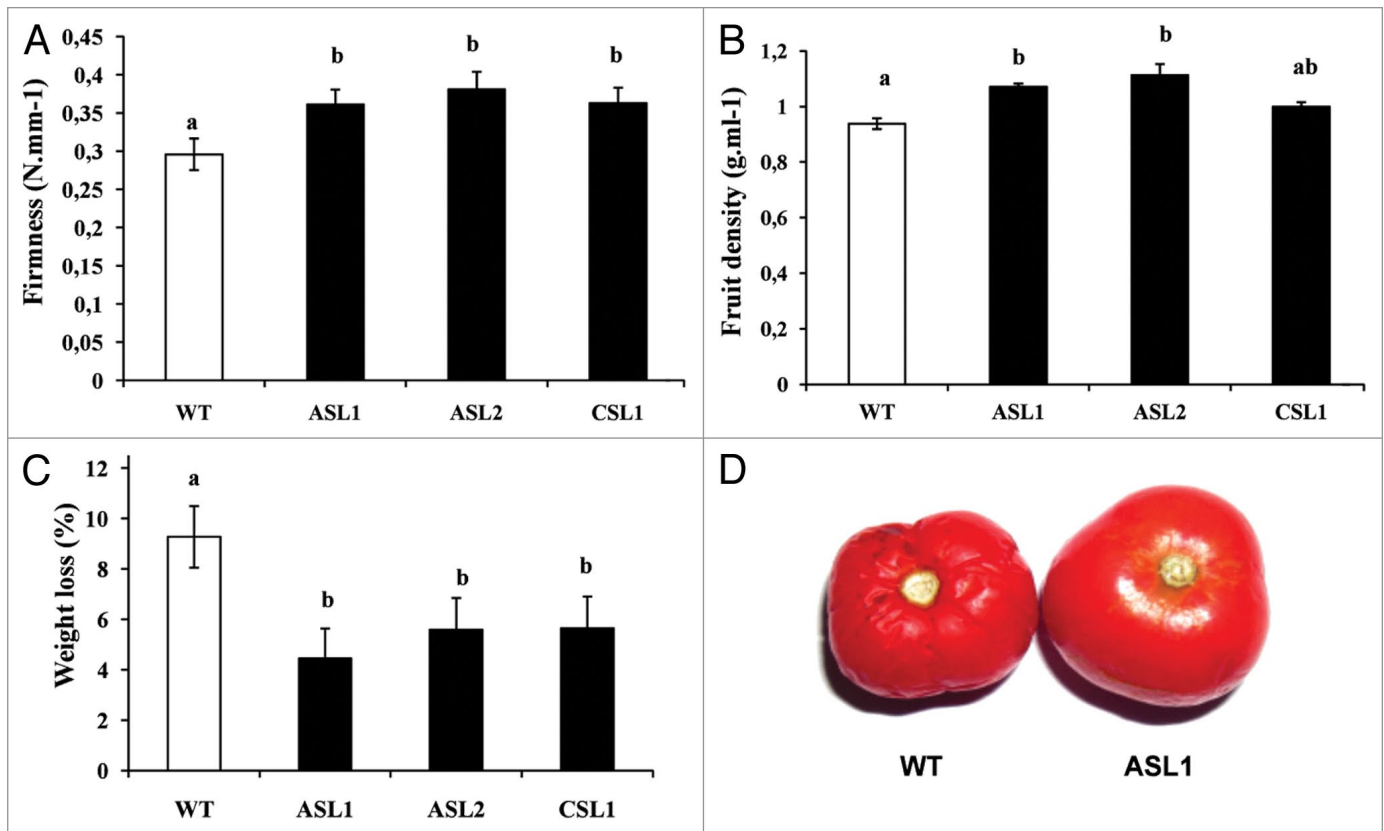 A
0,45
0,4
0,35
0,3
0,25
0,2
0,15
0,1
0,05
0
Firmness (N.mm-1)
a
b
b
b
WT ASL1 ASL2 CSL1
B
1,2
1
0,8
0,6
0,4
0,2
0
Fruit density (g.ml-1)
a
b
b
ab
WT ASL1 ASL2 CSL1
C
12
10
8
6
4
2
0
Weight loss (%)
a
b
b
b
WT ASL1 ASL2 CSL1
D
WT ASL1